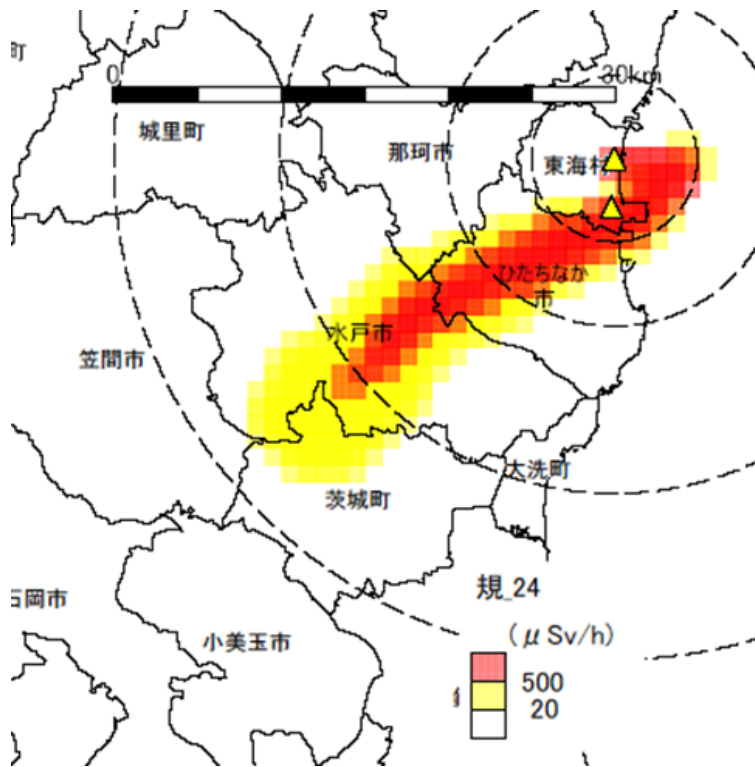 町
0
30km
城里町
那珂市
東海村
ひたちなか
市
水戸市
笠間市
大洗町
茨城町
規_24
石岡市
小美玉市
(μSv/h)
500
20